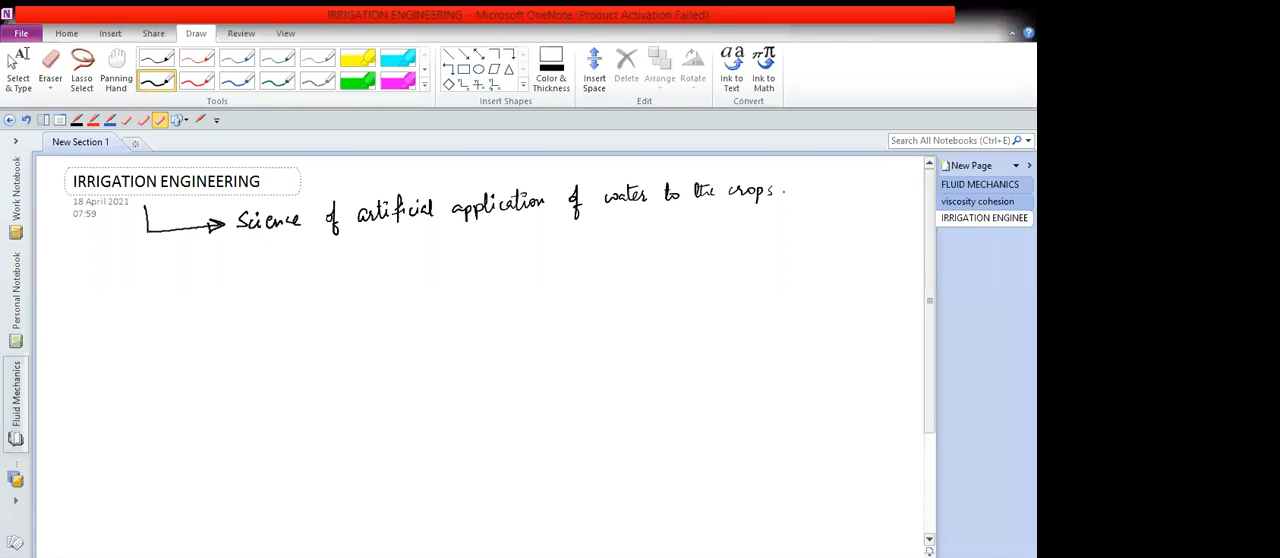 IRRIGATION ENGINEERING - Microsoft OneNote (Product Activation Failed)
File Home Insert Share Draw Review View
Select & Type
Eraser
Lasso Select
Panning Hand
Color & Thickness
Insert Space
Delete
Arrange
Rotate
Ink to Text
Ink to Math
Tools
Insert Shapes
Edit
Convert
New Section 1
Search All Notebooks (Ctrl+E)
IRRIGATION ENGINEERING
18 April 2021
07:59
Science of artificial application of water to the crops.
New Page
FLUID MECHANICS
viscosity cohesion
IRRIGATION ENGINEE
Work Notebook
Personal Notebook
Fluid Mechanics